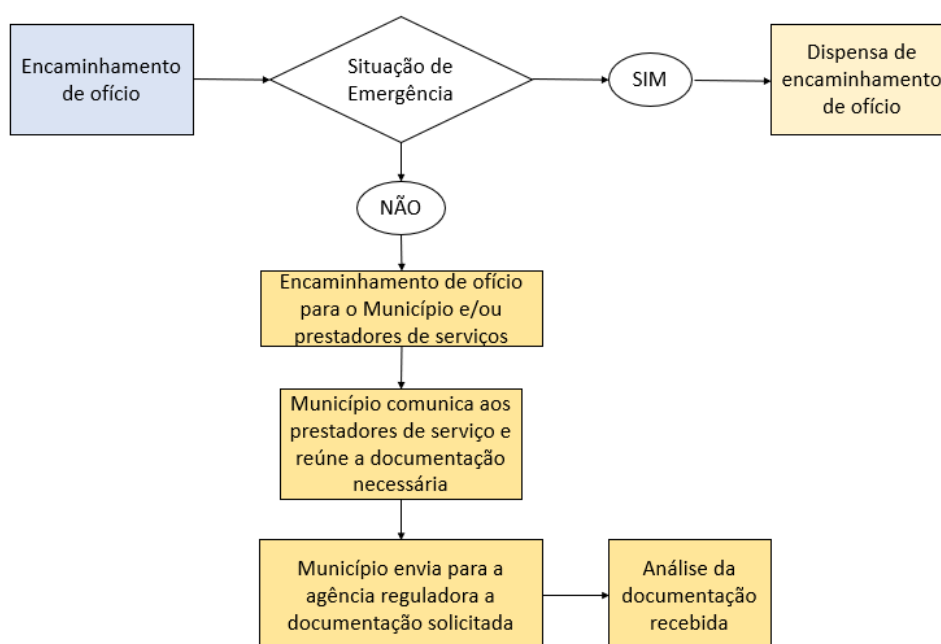 Encaminhamento
de ofício
Situação de
Emergência
SIM
Dispensa de
encaminhamento
de ofício
NÃO
Encaminhamento de ofício
para o Município e/ou
prestadores de serviços
Município comunica aos
prestadores de serviço e
reúne a documentação
necessária
Município envia para a
agência reguladora a
documentação solicitada
Análise da
documentação
recebida